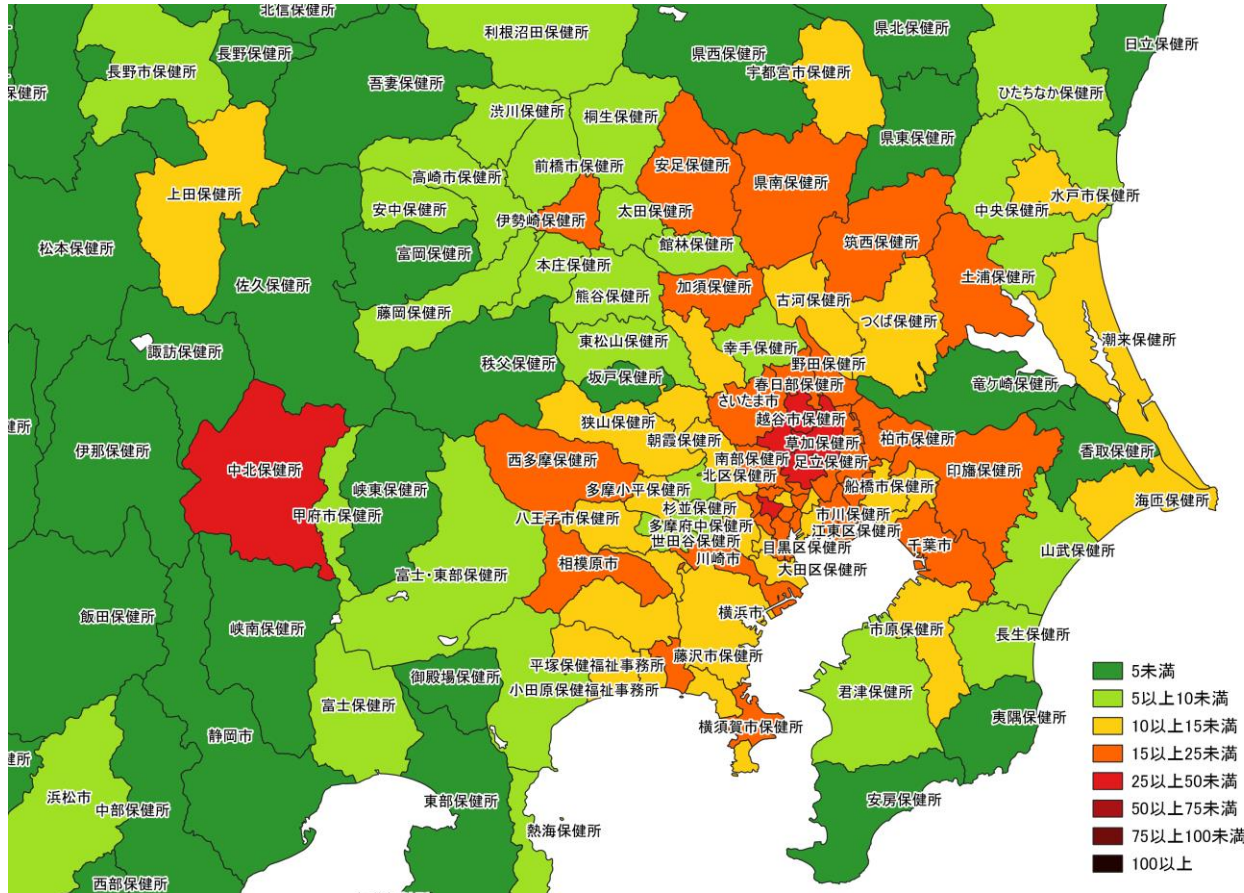 北信保健所
利根沼田保健所
県北保健所
日立保健所
長野保健所
県西保健所
長野市保健所
宇都宮市保健所
吾妻保健所
保健所
ひたちなか保健所
渋川保健所
桐生保健所
県東保健所
前橋市保健所
安足保健所
高崎市保健所
県南保健所
上田保健所
水戸市保健所
安中保健所
伊勢崎保健所
太田保健所
中央保健所
筑西保健所
松本保健所
富岡保健所
館林保健所
本庄保健所
土浦保健所
佐久保健所
加須保健所
熊谷保健所
古河保健所
藤岡保健所
つくば保健所
潮来保健所
東松山保健所
幸手保健所
諏訪保健所
秩父保健所
野田保健所
坂戸保健所
春日部保健所
竜ケ崎保健所
さいたま市
越谷市保健所
狭山保健所
健所
伊那保健所
朝霞保健所
草加保健所
柏市保健所
香取保健所
西多摩保健所
南部保健所
足立保健所
中北保健所
北区保健所
印旛保健所
船橋市保健所
峡東保健所
多摩小平保健所
海匝保健所
杉並保健所
甲府市保健所
八王子市保健所
市川保健所
多摩府中保健所
江東区保健所
世田谷保健所
千葉市
目黒区保健所
山武保健所
川崎市
相模原市
大田区保健所
富士・東部保健所
横浜市
飯田保健所
峡南保健所
市原保健所
長生保健所
藤沢市保健所
平塚保健福祉事務所
御殿場保健所
5未満
小田原保健福祉事務所
君津保健所
5以上10未満
富士保健所
夷隅保健所
10以上15未満
横須賀市保健所
静岡市
15以上25未満
健所
25以上50未満
浜松市
安房保健所
東部保健所
中部保健所
50以上75未満
熱海保健所
75以上100未満
100以上
西部保健所